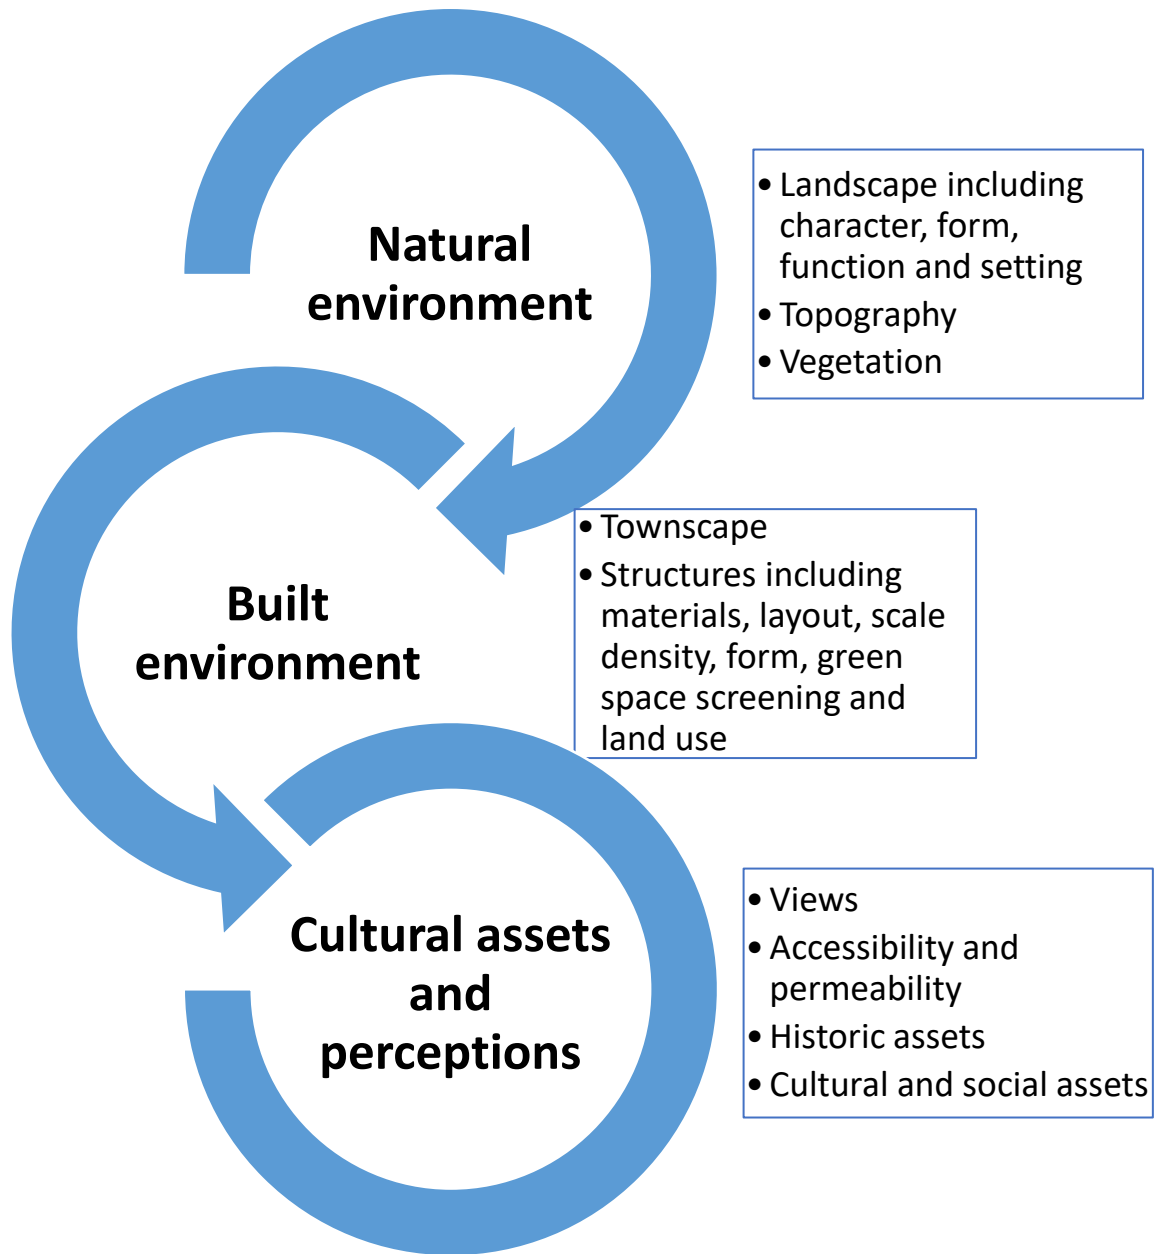 Natural
environment
• Landscape including
character, form,
function and setting
• Topography
• Vegetation
Built
environment
• Townscape
• Structures including
materials, layout, scale
density, form, green
space screening and
land use
Cultural assets
and
perceptions
• Views
• Accessibility and
permeability
• Historic assets
• Cultural and social assets